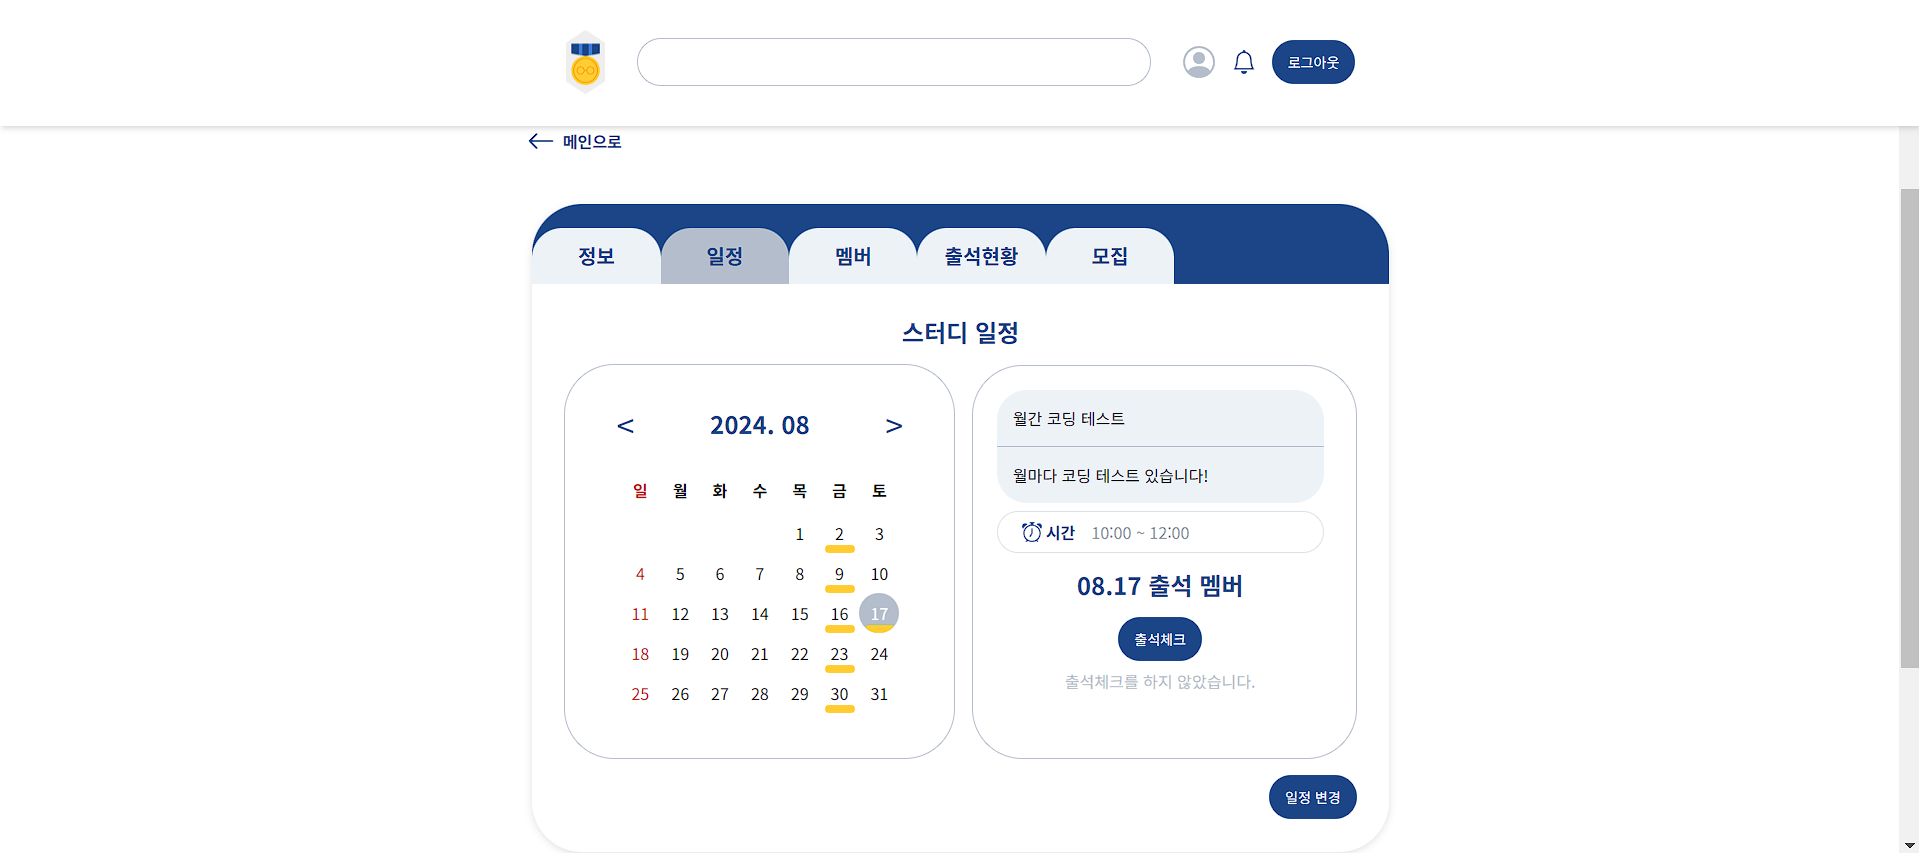 로그아웃
메인으로
정보 일정 멤버 출석현황 모집
스터디 일정
< 2024. 08 >
일 월 화 수 목 금 토
1 2 3
4 5 6 7 8 9 10
11 12 13 14 15 16 17
18 19 20 21 22 23 24
25 26 27 28 29 30 31
월간 코딩 테스트
월마다 코딩 테스트 있습니다!
시간 10:00 ~ 12:00
08.17 출석 멤버
출석체크
출석체크를 하지 않았습니다.
일정 변경